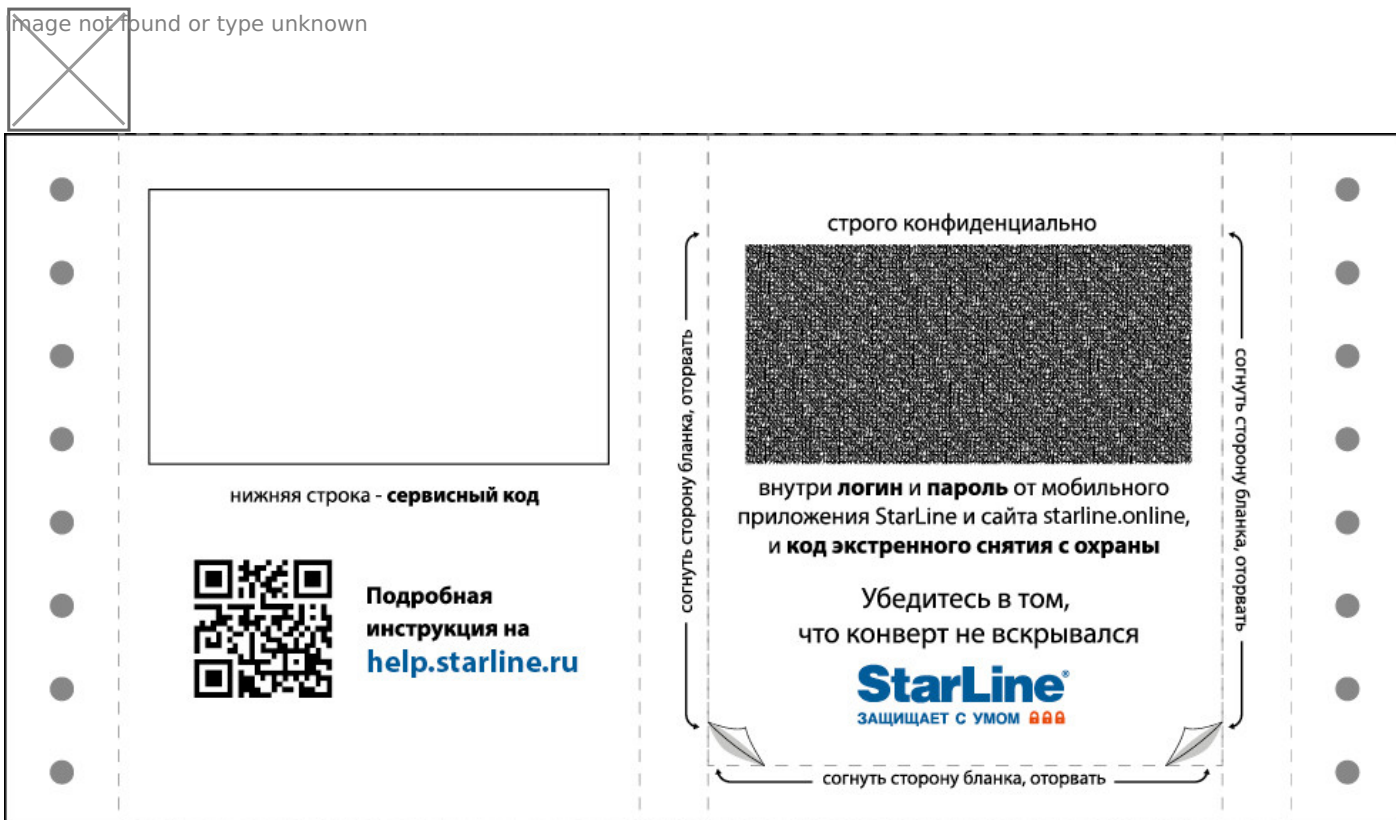 Image not found or type unknown
нижняя строка - сервисный код
Подробная
инструкция на
help.starline.ru
согнуть сторону бланка, оторвать
строго конфиденциально
внутри логин и пароль от мобильного
приложения StarLine и сайта starline.online,
и код экстренного снятия с охраны
Убедитесь в том,
что конверт не вскрывался
StarLine®
ЗАЩИЩАЕТ С УМОМ
согнуть сторону бланка, оторвать
согнуть сторону бланка, оторвать